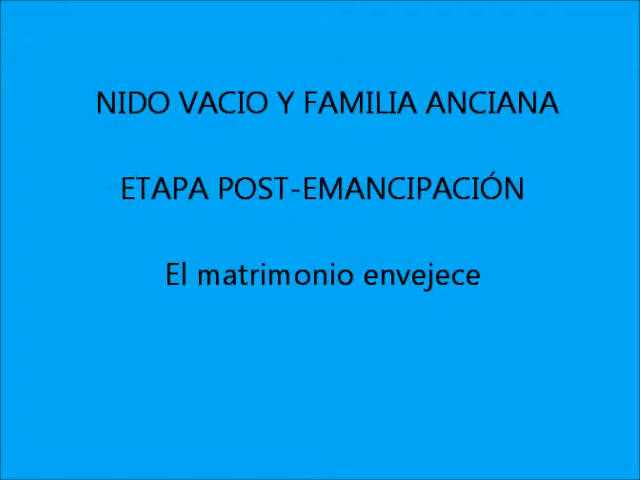 NIDO VACIO Y FAMILIA ANCIANA
ETAPA POST-EMANCIPACIÓN
El matrimonio envejece